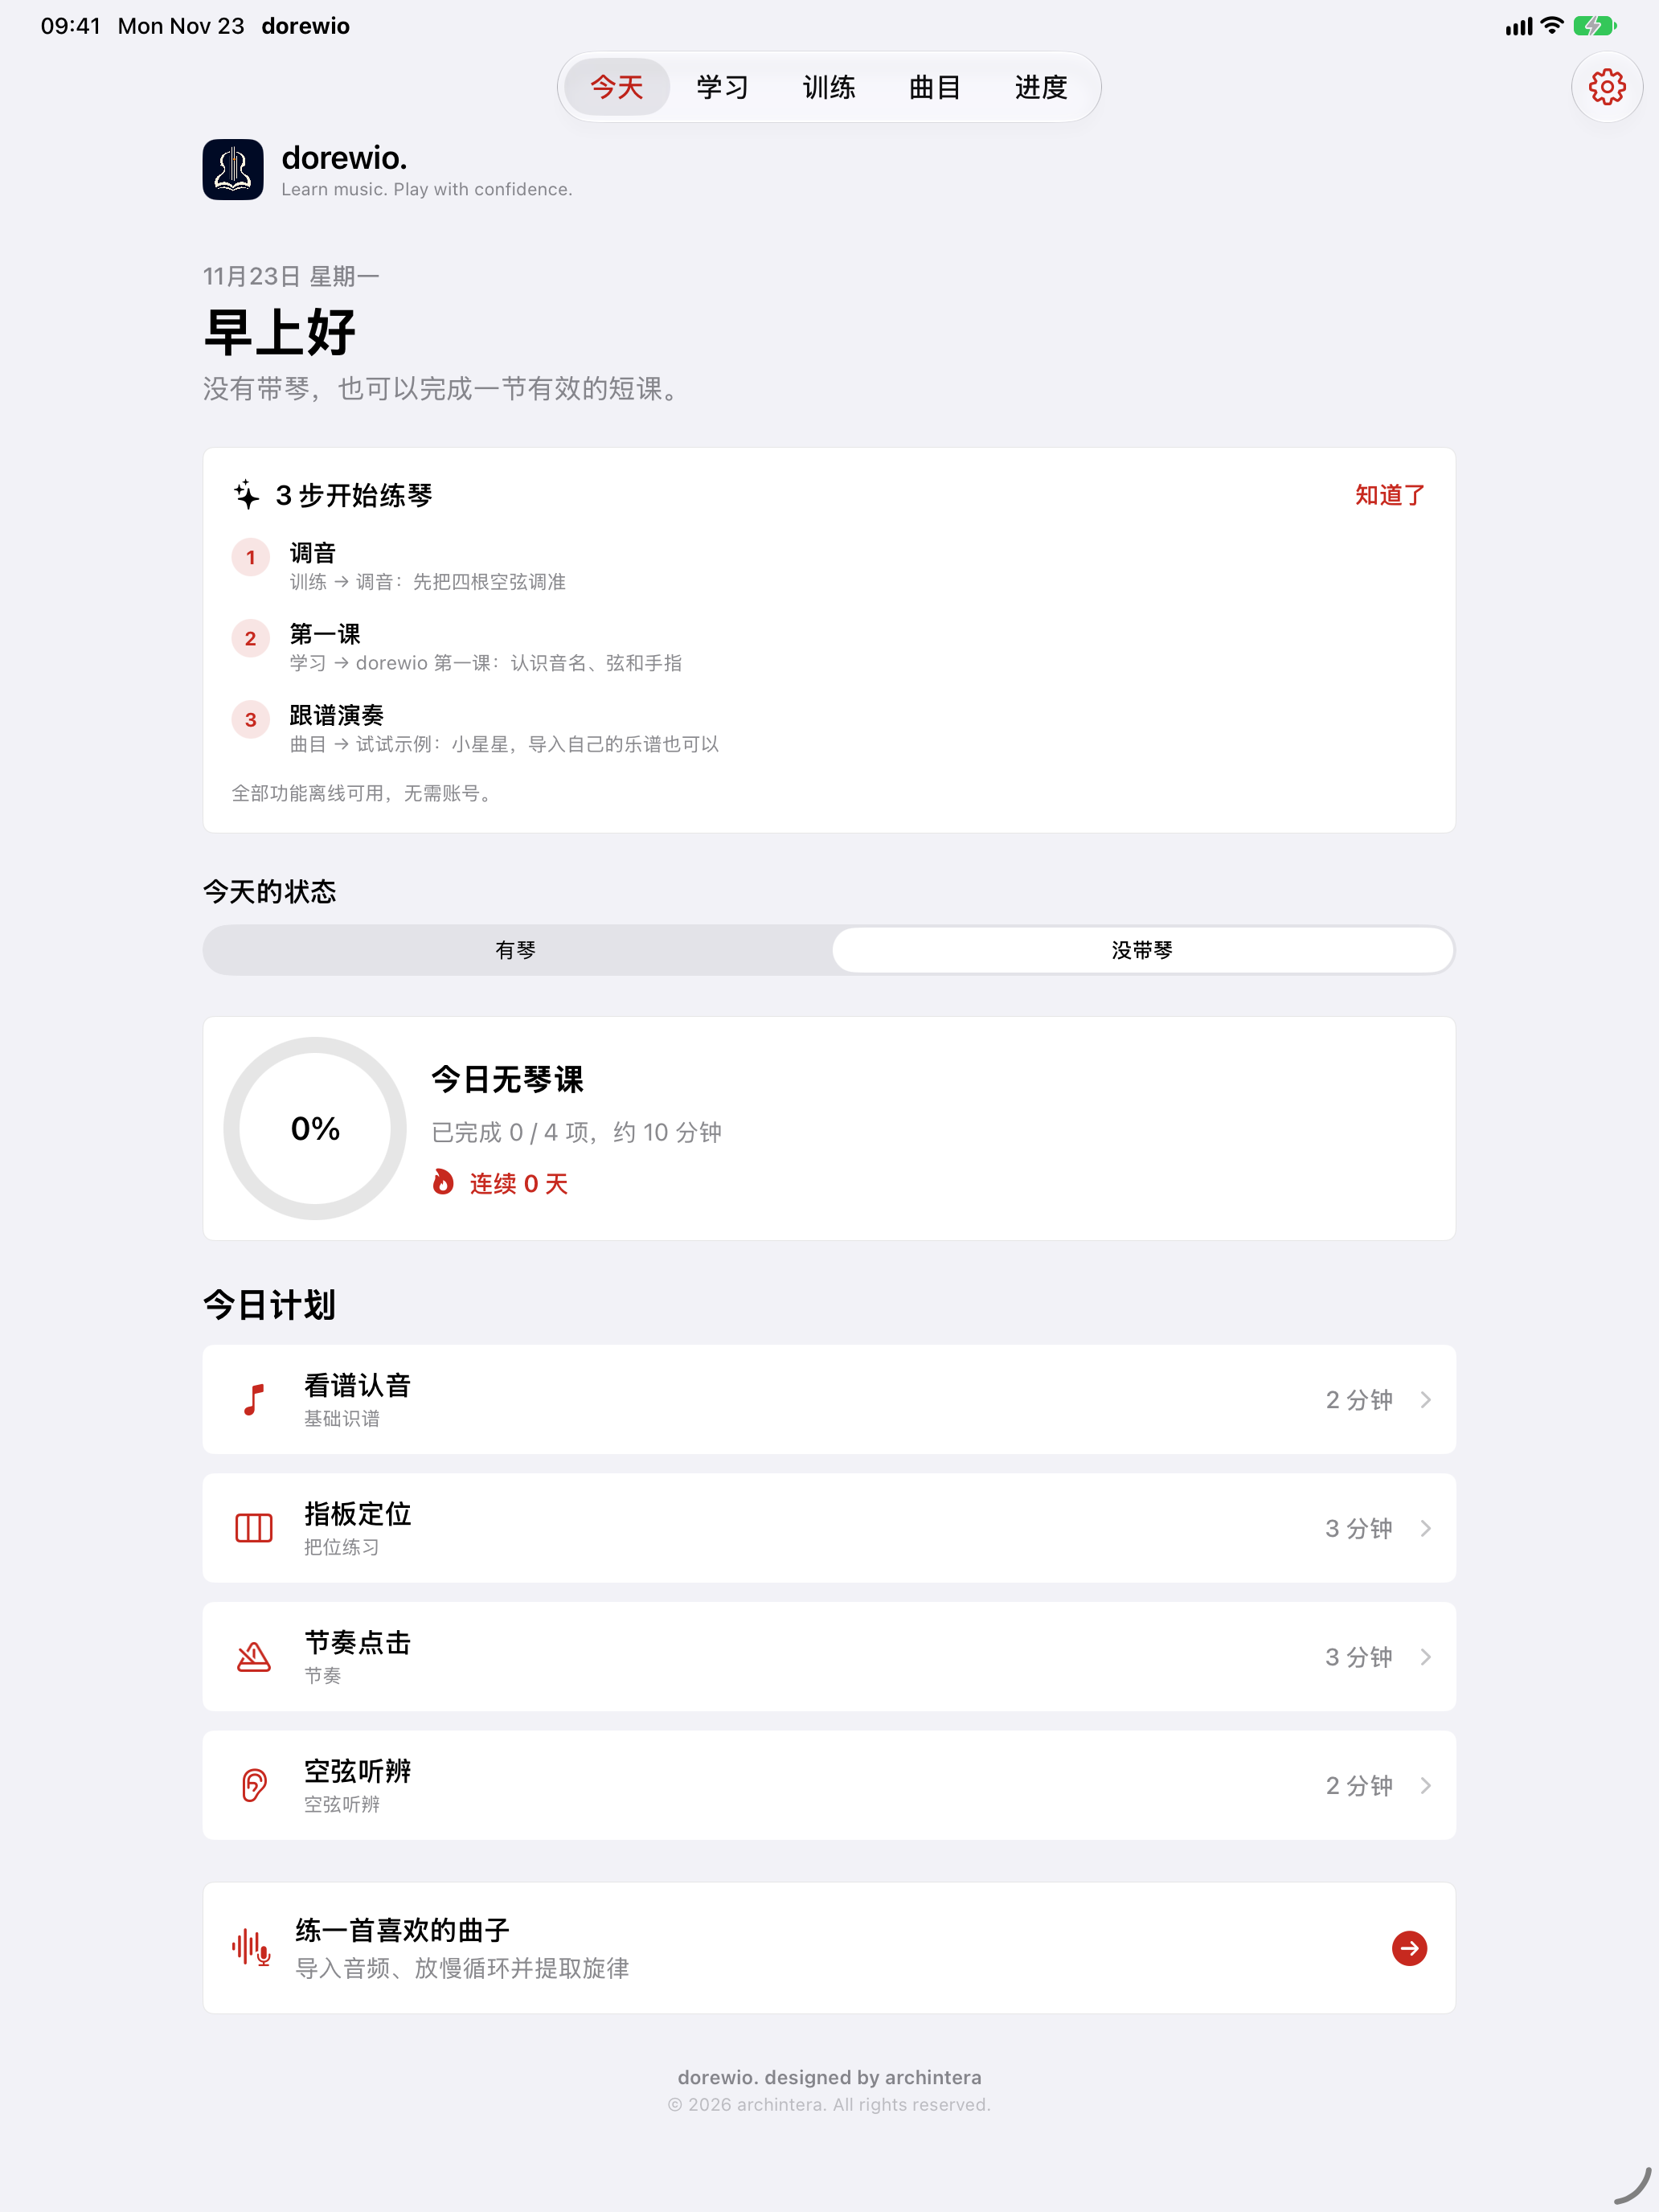 09:41 Mon Nov 23 dorewio
今天 学习 训练 曲目 进度
dorewio.
Learn music. Play with confidence.
11月23日 星期一
早上好
没有带琴，也可以完成一节有效的短课。
3 步开始练琴
知道了
1 调音
训练 → 调音：先把四根空弦调准
2 第一课
学习 → dorewio 第一课：认识音名、弦和手指
3 跟谱演奏
曲目 → 试试示例：小星星，导入自己的乐谱也可以
全部功能离线可用，无需账号。
今天的状态
有琴 没带琴
0%
今日无琴课
已完成 0 / 4 项，约 10 分钟
连续 0 天
今日计划
看谱认音
基础识谱
2 分钟
指板定位
把位练习
3 分钟
节奏点击
节奏
3 分钟
空弦听辨
空弦听辨
2 分钟
练一首喜欢的曲子
导入音频、放慢循环并提取旋律
dorewio. designed by archintera
© 2026 archintera. All rights reserved.